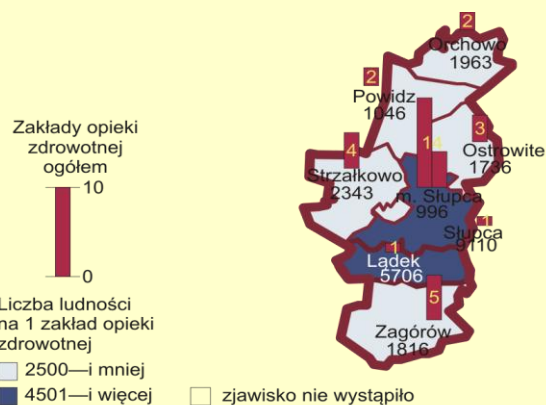 2
Orchowo
1963
2
Powidz
1046
3
Ostrowite
1736
4
Strzałkowo
2343
14
m. Słupca
996
1
Słupca
9110
1
Lądek
5706
5
Zagórów
1816
Zakłady opieki
zdrowotnej
ogółem
10
0
Liczba ludności
na 1 zakład opieki
zdrowotnej
2500—i mniej
4501—i więcej
zjawisko nie wystąpiło